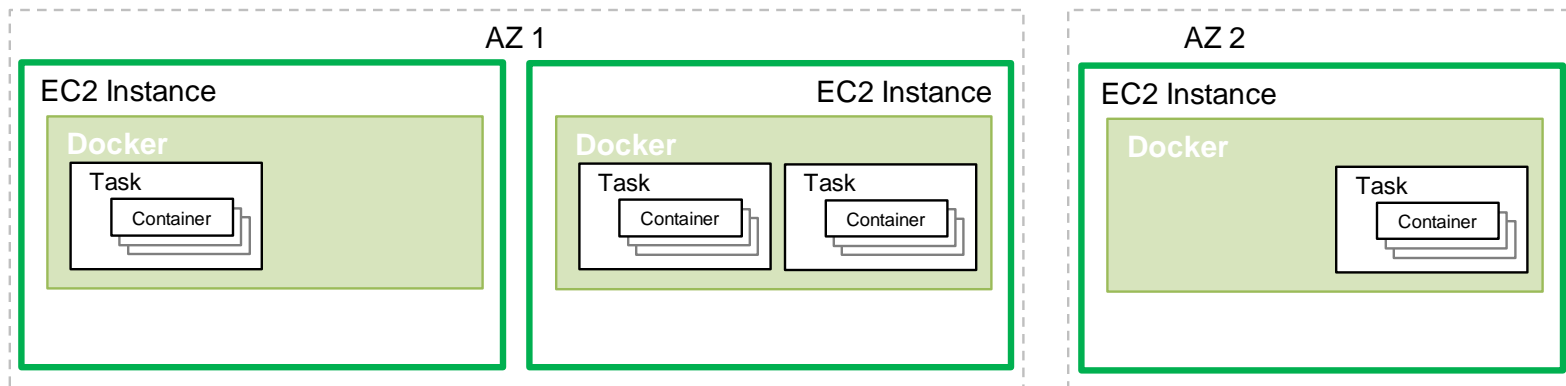 AZ 1
EC2 Instance
Docker
Task
Container
EC2 Instance
Docker
Task
Container
Task
Container
AZ 2
EC2 Instance
Docker
Task
Container